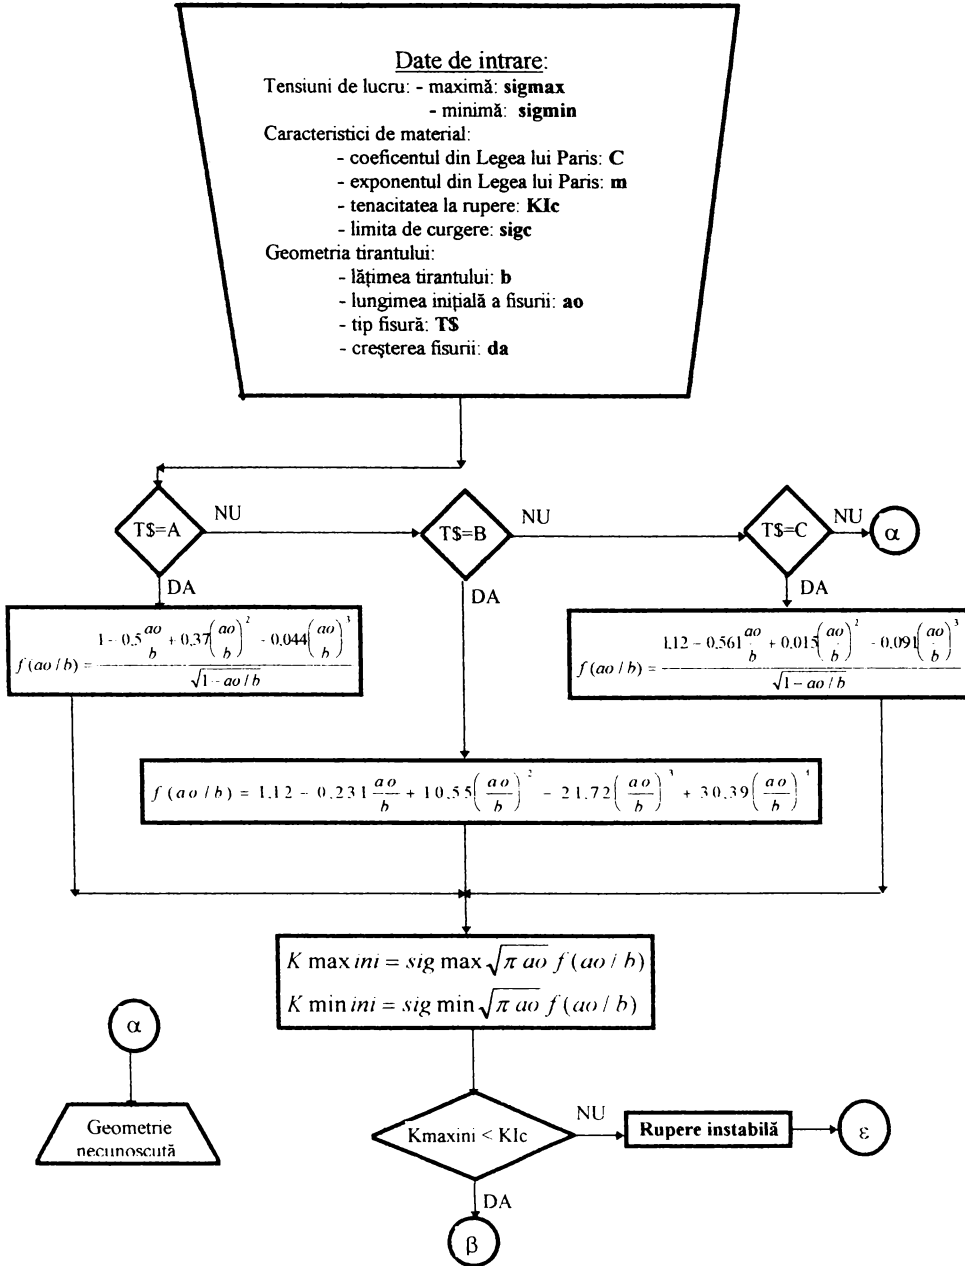 Date de intrare:
Tensiuni de lucru: - maximă: sigmax
- minimă: sigmin
Caracteristici de material:
- coeficentul din Legea lui Paris: C
- exponentul din Legea lui Paris: m
- tenacitatea la rupere: KIc
- limita de curgere: sigc
Geometria tirantului:
- lățimea tirantului: b
- lungimea inițială a fisurii: ao
- tip fisură: T$
- creșterea fisurii: da
T$=A NU T$=B NU T$=C NU α
DA DA DA
f(ao/b) = (1 - 0.5 ao/b + 0.37 (ao/b)^2 - 0.044 (ao/b)^3) / √(1 - ao/b)
f(ao/b) = (1.12 - 0.561 ao/b + 0.015 (ao/b)^2 - 0.091 (ao/b)^3) / √(1 - ao/b)
f(ao/b) = 1.12 - 0.231 ao/b + 10.55 (ao/b)^2 - 21.72 (ao/b)^3 + 30.39 (ao/b)^4
K max ini = sig max √(π ao) f(ao/b)
K min ini = sig min √(π ao) f(ao/b)
α
Geometrie
necunoscută
Kmaxini < KIc NU Rupere instabilă ε
DA
β